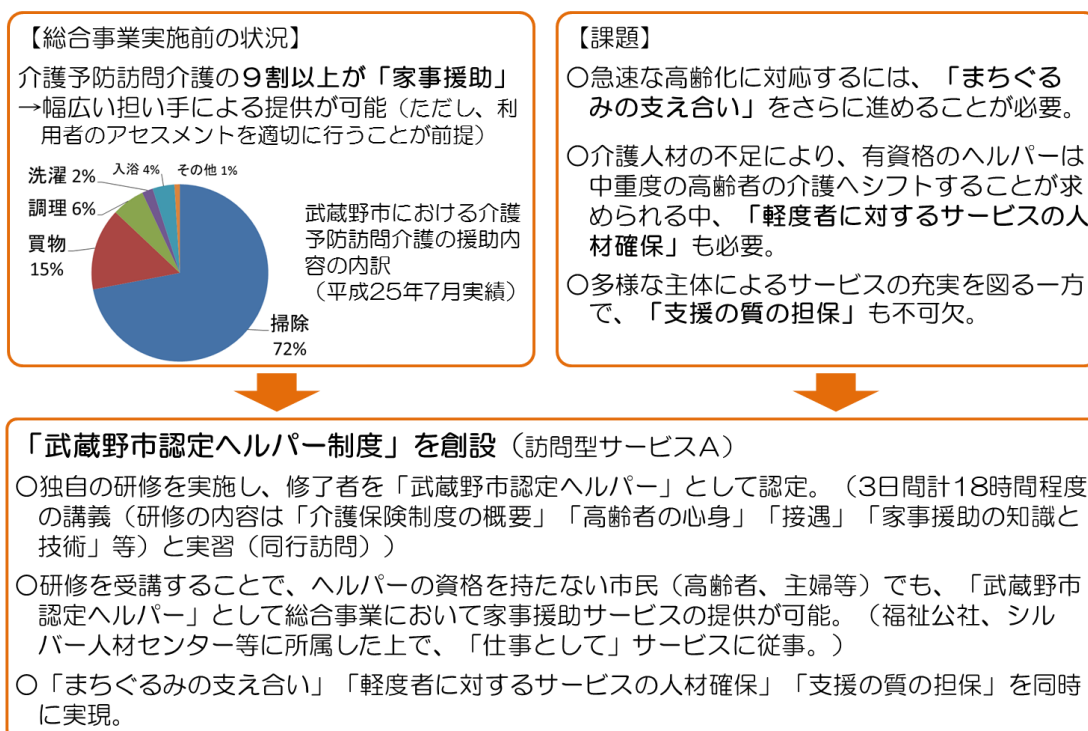 【総合事業実施前の状況】
介護予防訪問介護の9割以上が「家事援助」
→幅広い担い手による提供が可能（ただし、利
用者のアセスメントを適切に行うことが前提）
洗濯 2%
入浴 4%
その他 1%
調理 6%
買物
15%
掃除
72%
武蔵野市における介護
予防訪問介護の援助内
容の内訳
（平成25年7月実績）
【課題】
○急速な高齢化に対応するには、「まちぐる
みの支え合い」をさらに進めることが必要。
○介護人材の不足により、有資格のヘルパーは
中重度の高齢者の介護へシフトすることが求
められる中、「軽度者に対するサービスの人
材確保」も必要。
○多様な主体によるサービスの充実を図る一方
で、「支援の質の担保」も不可欠。
「武蔵野市認定ヘルパー制度」を創設（訪問型サービスA）
○独自の研修を実施し、修了者を「武蔵野市認定ヘルパー」として認定。（3日間計18時間程度
の講義（研修の内容は「介護保険制度の概要」「高齢者の心身」「接遇」「家事援助の知識と
技術」等）と実習（同行訪問））
○研修を受講することで、ヘルパーの資格を持たない市民（高齢者、主婦等）でも、「武蔵野市
認定ヘルパー」として総合事業において家事援助サービスの提供が可能。（福祉公社、シル
バー人材センター等に所属した上で、「仕事として」サービスに従事。）
○「まちぐるみの支え合い」「軽度者に対するサービスの人材確保」「支援の質の担保」を同時
に実現。